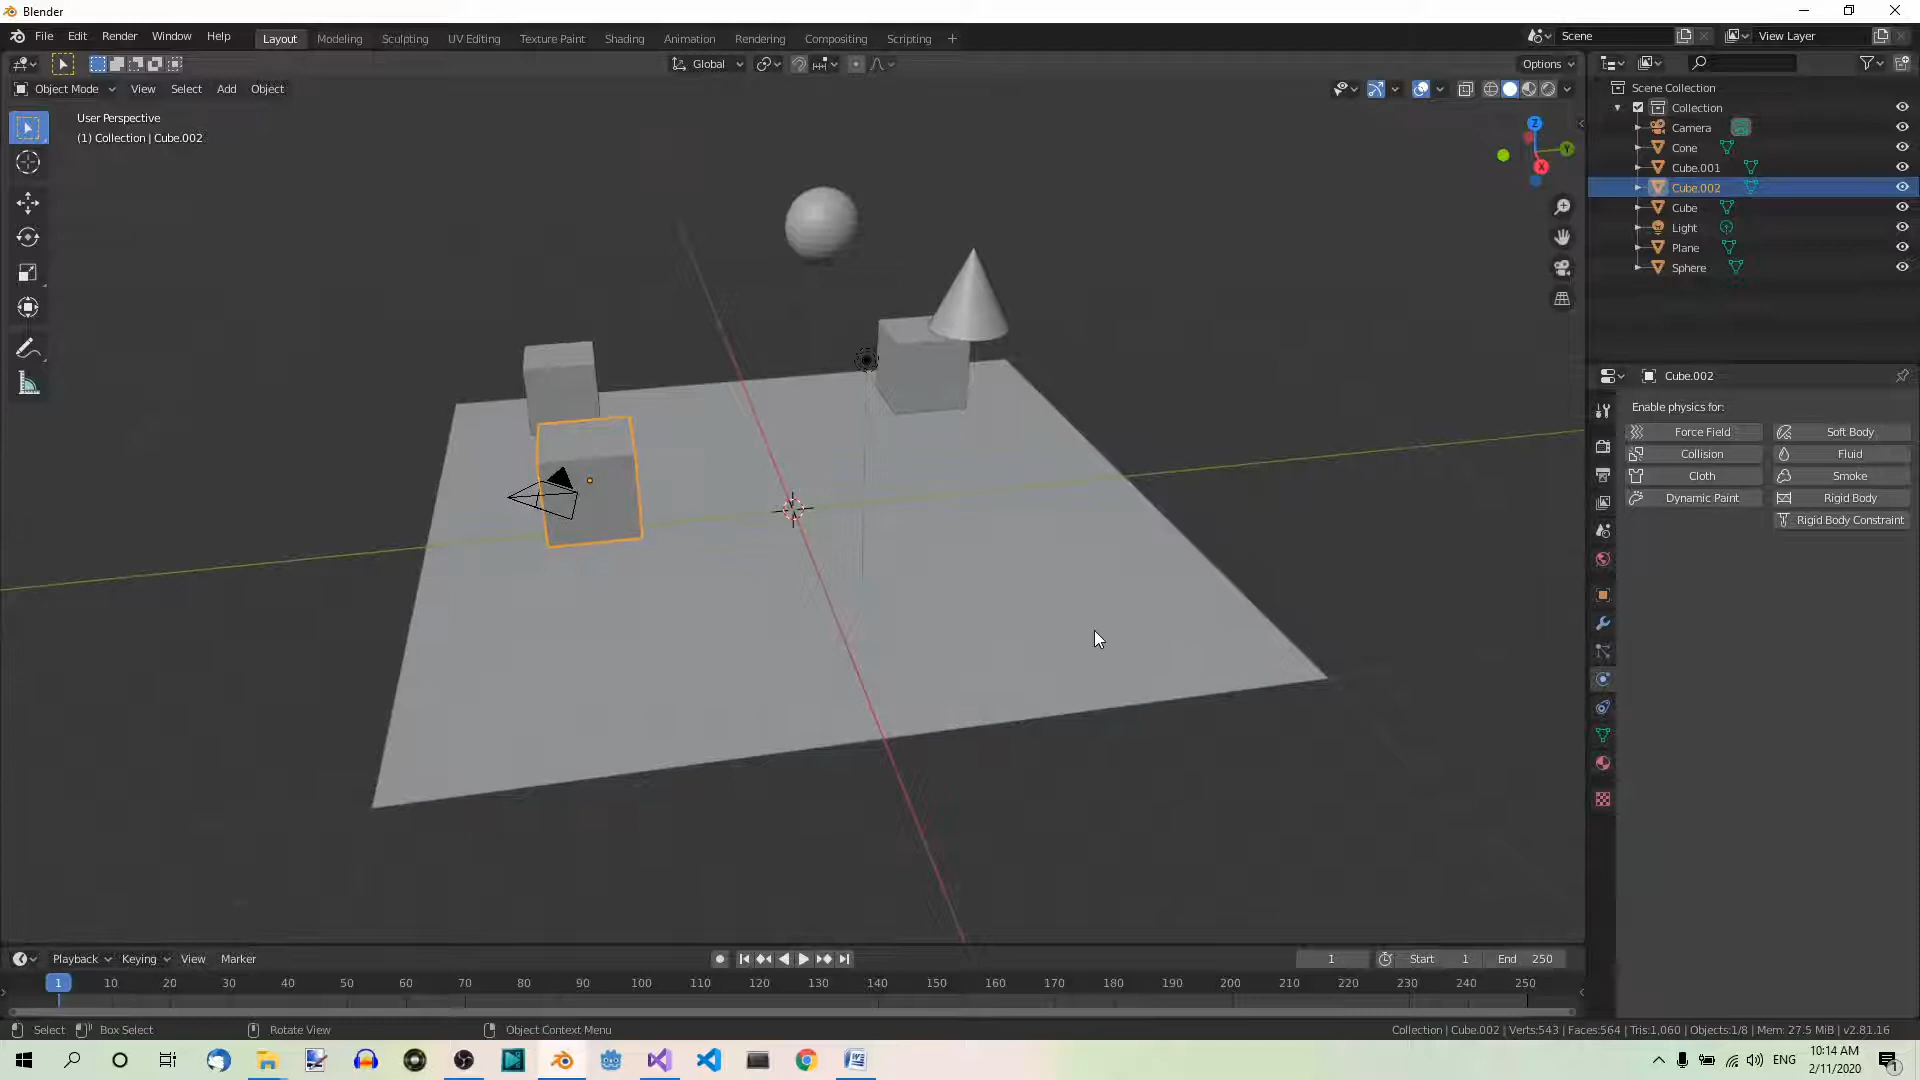 Blender
File Edit Render Window Help Layout Modeling Sculpting UV Editing Texture Paint Shading Animation Rendering Compositing Scripting + Scene View Layer
Global Options
Object Mode View Select Add Object
User Perspective
(1) Collection | Cube.002
Z
Y
X
Scene Collection
Collection
Camera
Cone
Cube.001
Cube.002
Cube
Light
Plane
Sphere
Cube.002
Enable physics for:
Force Field Soft Body
Collision Fluid
Cloth Smoke
Dynamic Paint Rigid Body
Rigid Body Constraint
Playback Keying View Marker 1 Start 1 End 250
1 10 20 30 40 50 60 70 80 90 100 110 120 130 140 150 160 170 180 190 200 210 220 230 240 250
Select Box Select Rotate View Object Context Menu Collection | Cube.002 | Verts:543 | Faces:564 | Tris:1,060 | Objects:1/8 | Mem: 27.5 MiB | v2.81.16
ENG
10:14 AM
2/11/2020
1